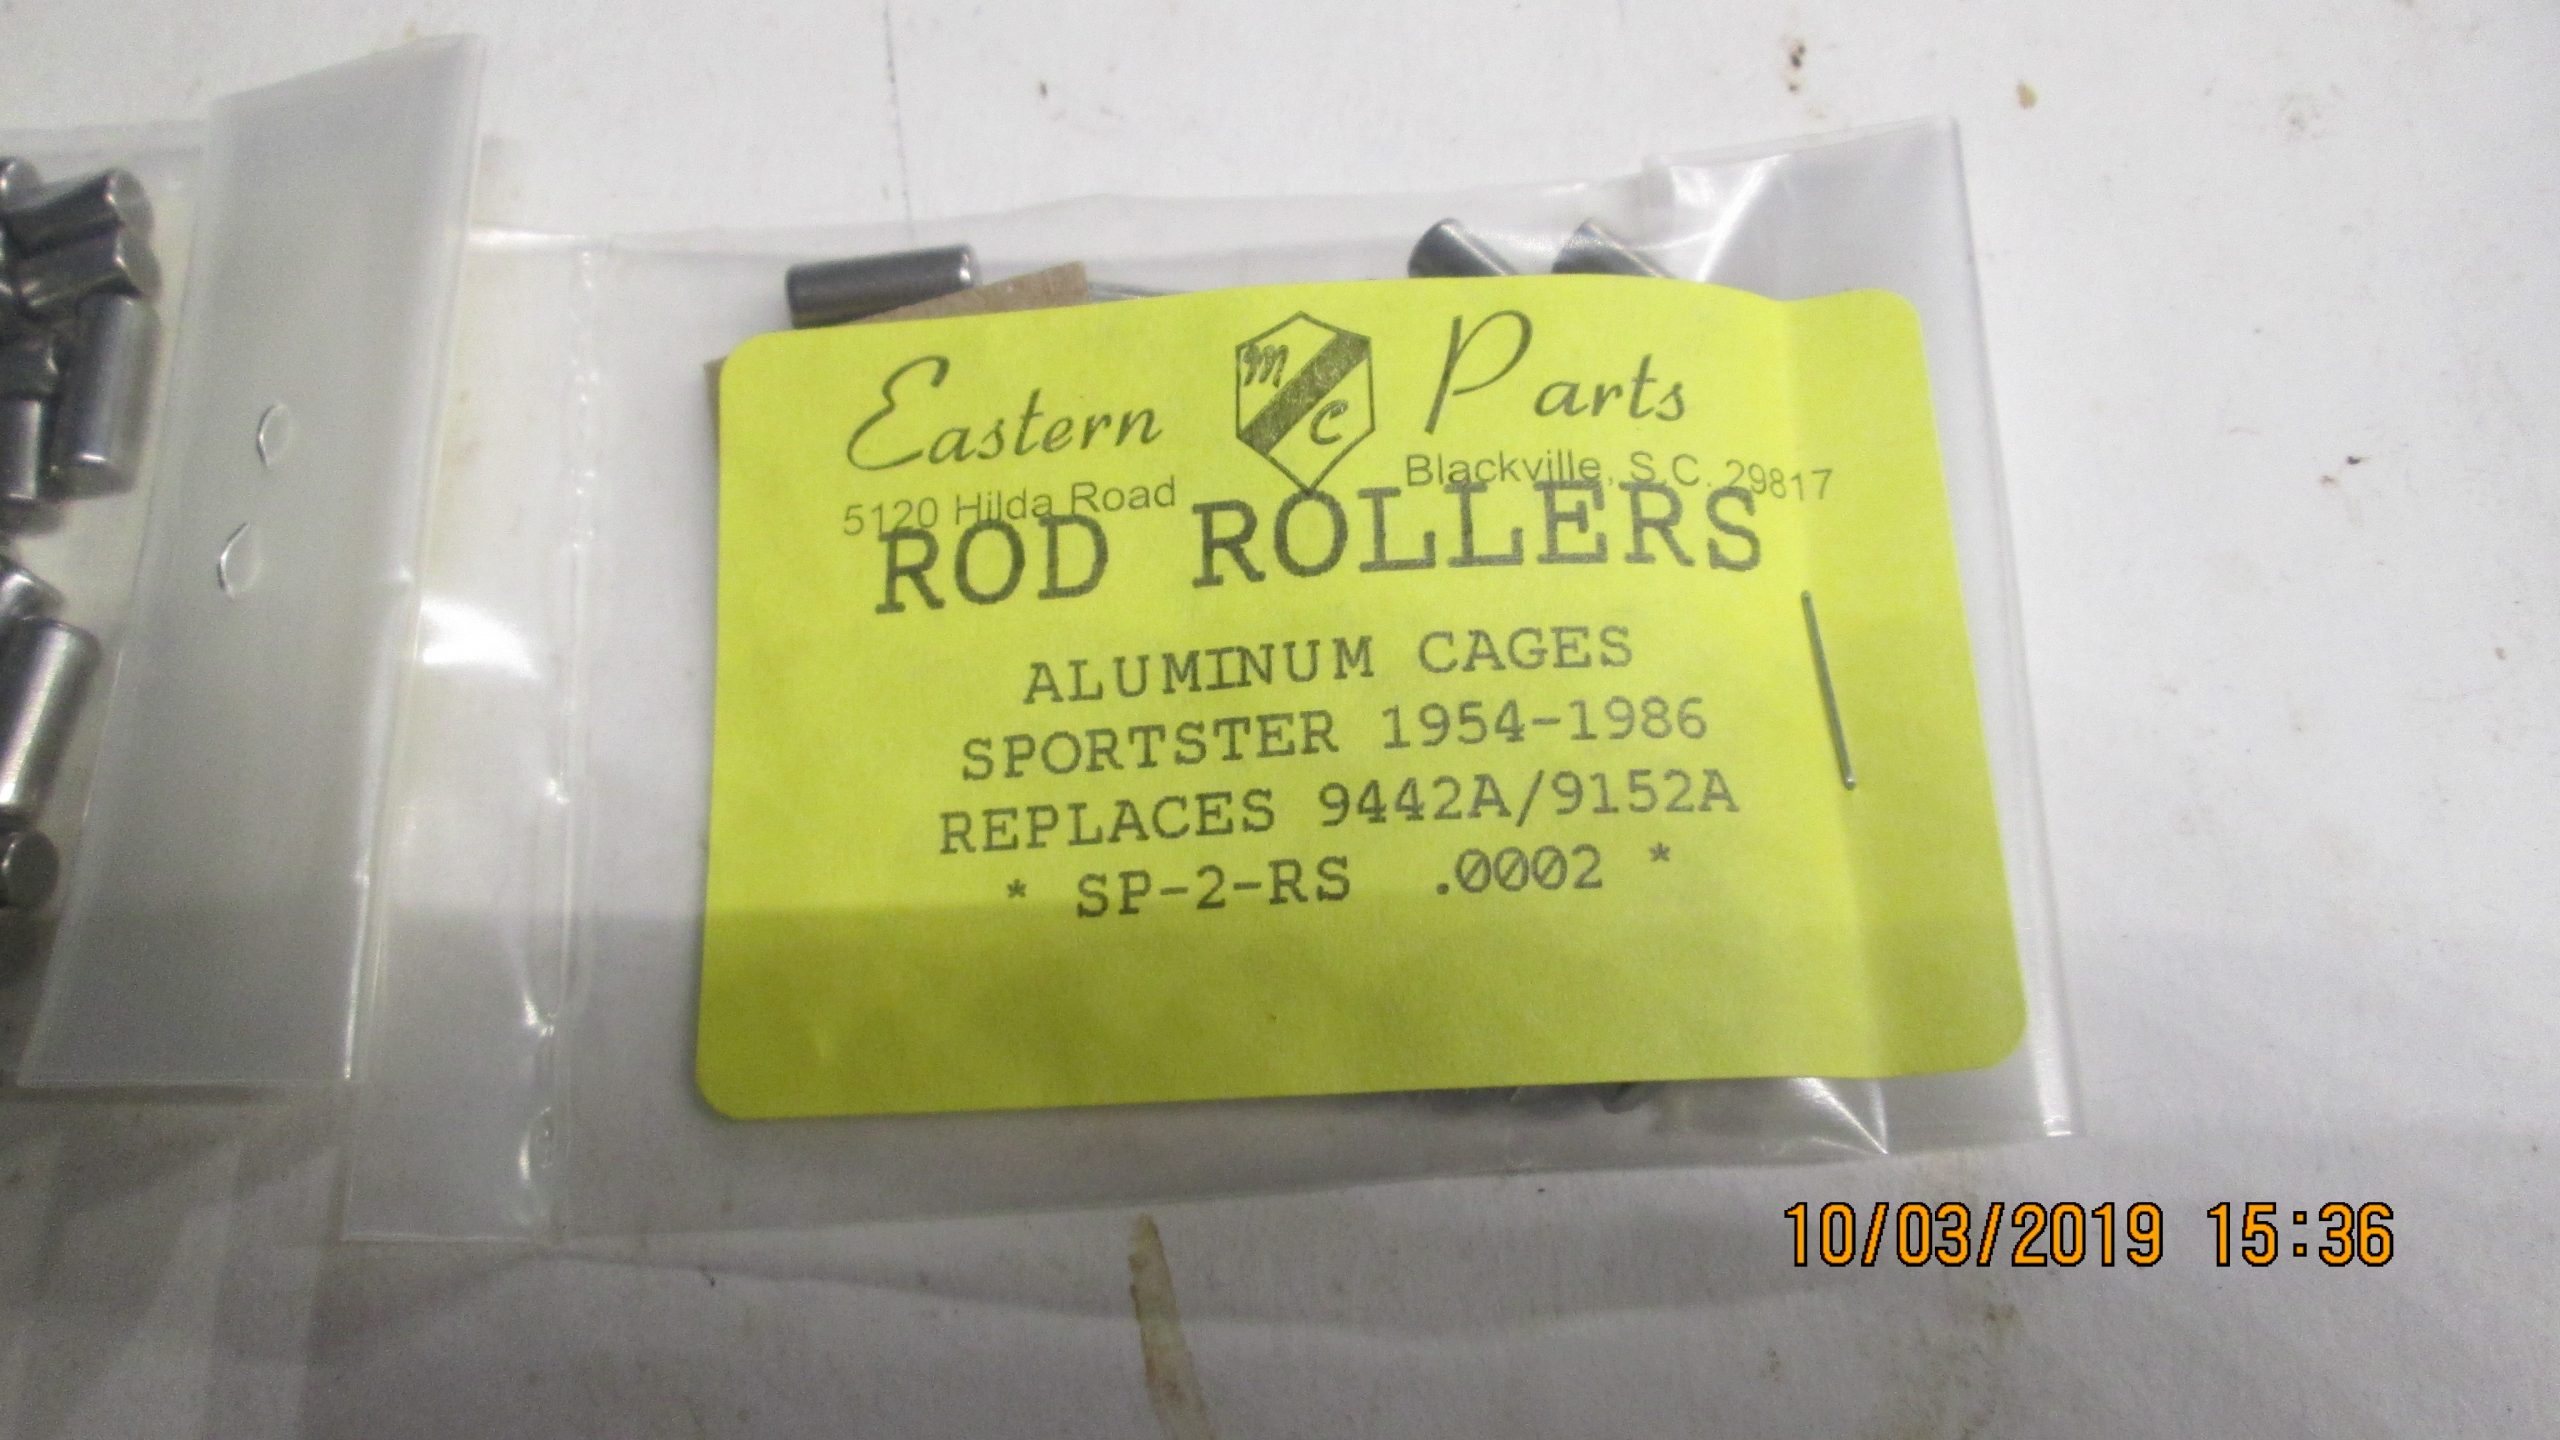 Eastern MC Parts
5120 Hilda Road Blackville, S.C. 29817
ROD ROLLERS
ALUMINUM CAGES
SPORTSTER 1954-1986
REPLACES 9442A/9152A
* SP-2-RS .0002 *
10/03/2019 15:36